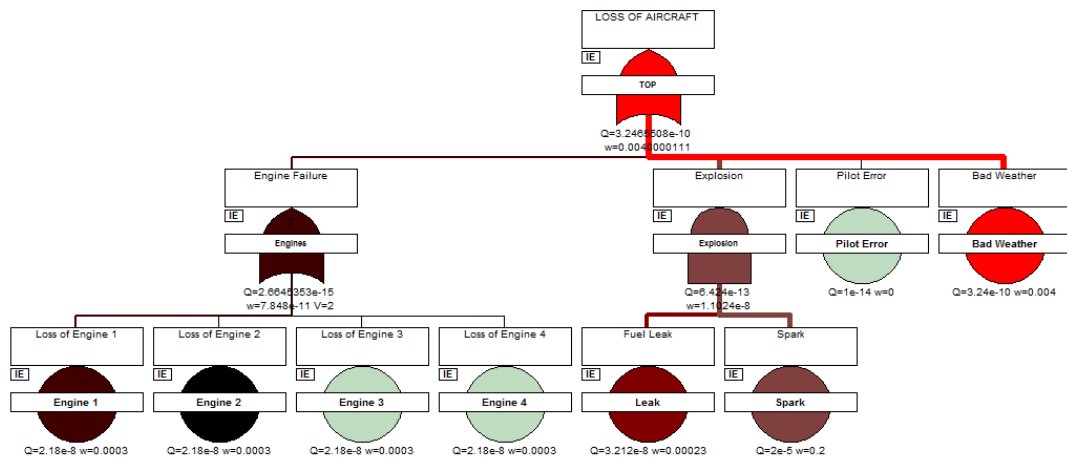 LOSS OF AIRCRAFT
IE
TOP
Q=3.2465508e-10
w=0.0040000111
Engine Failure
Explosion
Pilot Error
Bad Weather
IE
IE
IE
IE
2
Engines
Explosion
Pilot Error
Bad Weather
Q=2.6645353e-15
w=7.848e-11 V=2
Q=6.424e-13
w=1.1024e-8
Q=1e-14 w=0
Q=3.24e-10 w=0.004
Loss of Engine 1
Loss of Engine 2
Loss of Engine 3
Loss of Engine 4
Fuel Leak
Spark
IE
IE
IE
IE
IE
IE
Engine 1
Engine 2
Engine 3
Engine 4
Leak
Spark
Q=2.18e-8 w=0.0003
Q=2.18e-8 w=0.0003
Q=2.18e-8 w=0.0003
Q=2.18e-8 w=0.0003
Q=3.212e-8 w=0.00023
Q=2e-5 w=0.2